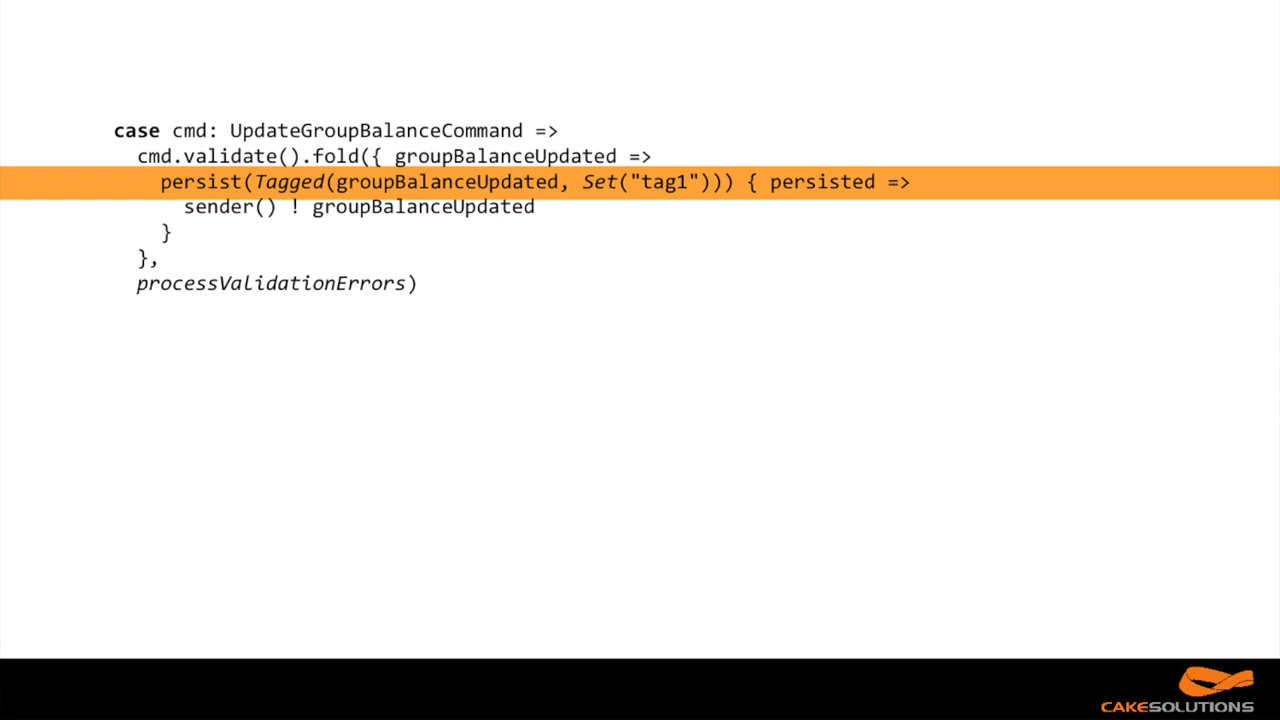 case cmd: UpdateGroupBalanceCommand =>
cmd.validate().fold({ groupBalanceUpdated =>
persist(Tagged(groupBalanceUpdated, Set("tag1"))) { persisted =>
sender() ! groupBalanceUpdated
}
},
processValidationErrors)
CAKESOLUTIONS